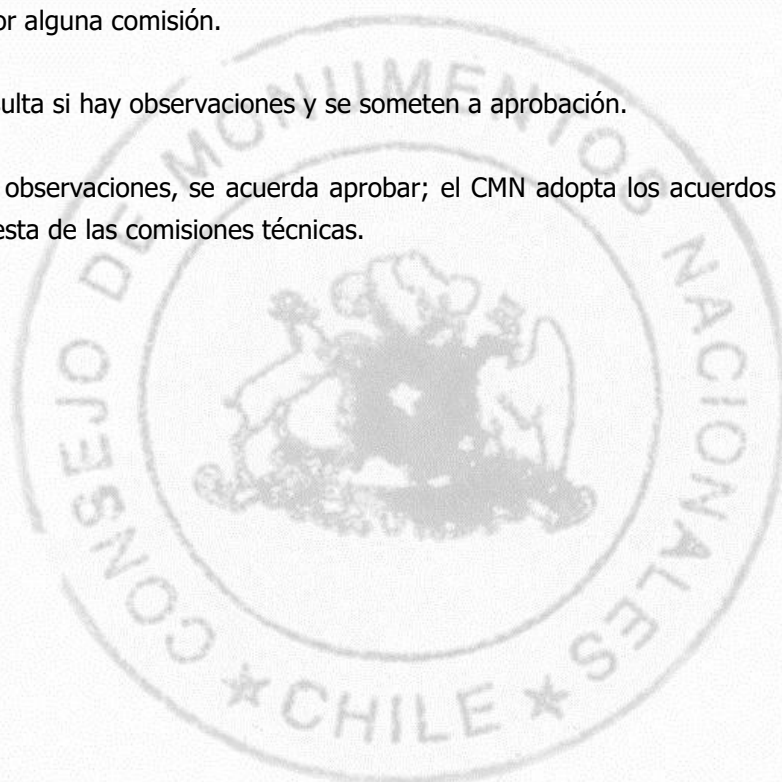 or alguna comisión.
sulta si hay observaciones y se someten a aprobación.
observaciones, se acuerda aprobar; el CMN adopta los acuerdos
esta de las comisiones técnicas.
CONSEJO DE MONUMENTOS NACIONALES
★ CHILE ★